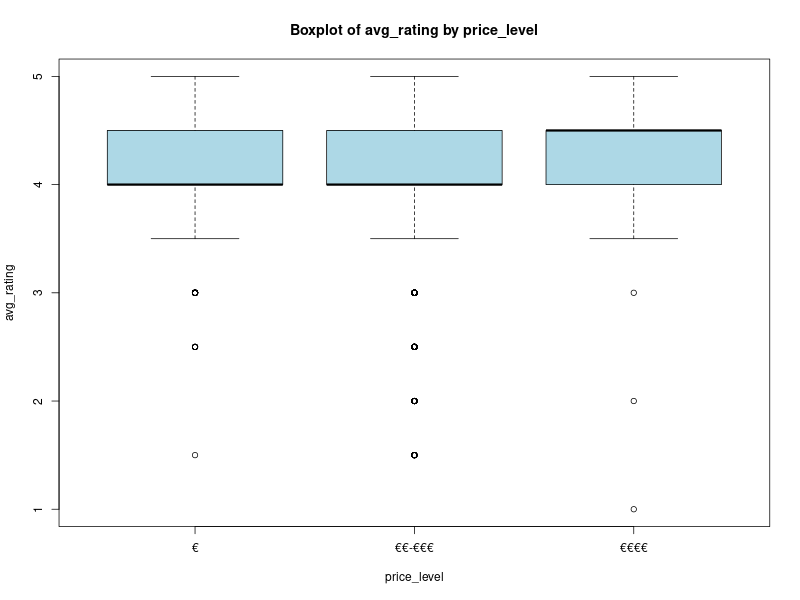 Boxplot of avg_rating by price_level
5
4
3
2
1
avg_rating
€
€€-€€€
€€€€
price_level